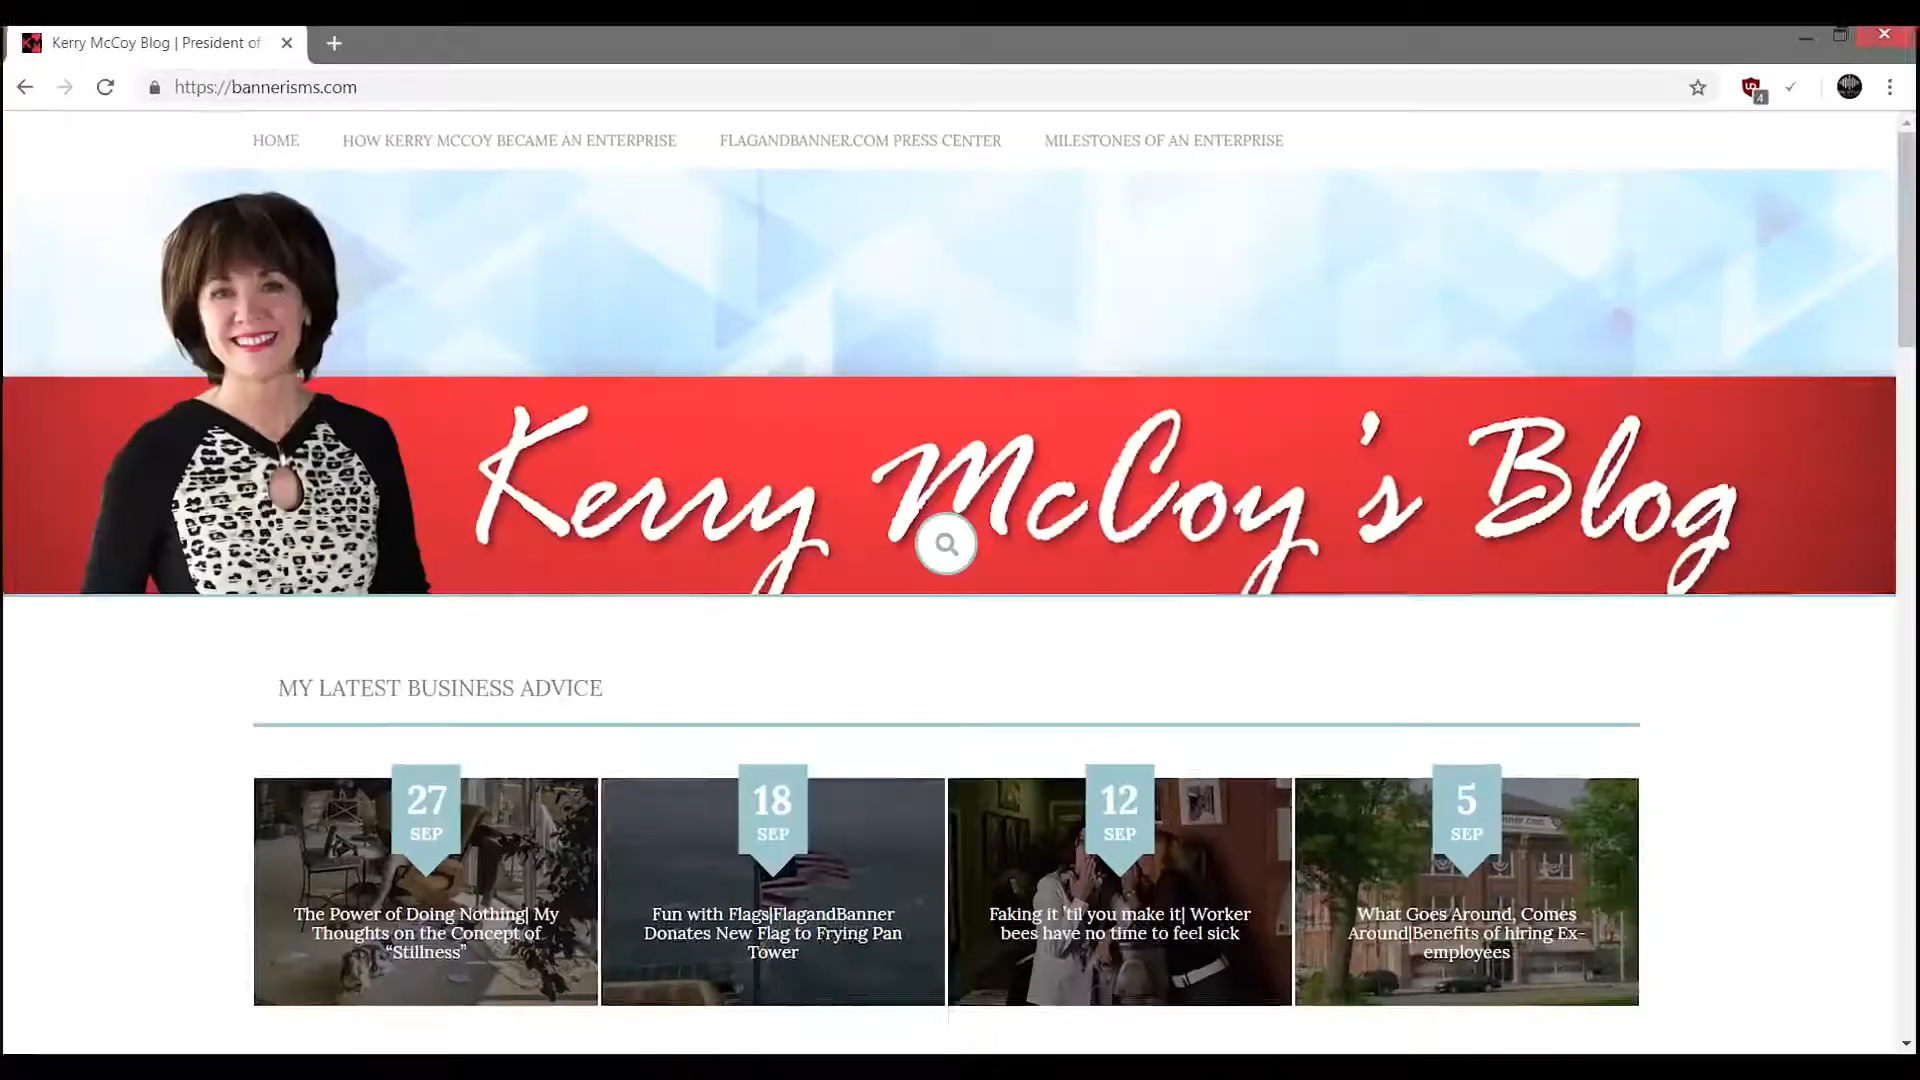 Kerry McCoy Blog | President of
https://bannerisms.com
4
HOME HOW KERRY MCCOY BECAME AN ENTERPRISE FLAGANDBANNER.COM PRESS CENTER MILESTONES OF AN ENTERPRISE
Kerry McCoy's Blog
MY LATEST BUSINESS ADVICE
27
SEP
The Power of Doing Nothing| My
Thoughts on the Concept of
“Stillness”
18
SEP
Fun with Flags|FlagandBanner
Donates New Flag to Frying Pan
Tower
12
SEP
Faking it 'til you make it| Worker
bees have no time to feel sick
5
SEP
What Goes Around, Comes
Around|Benefits of hiring Ex-
employees